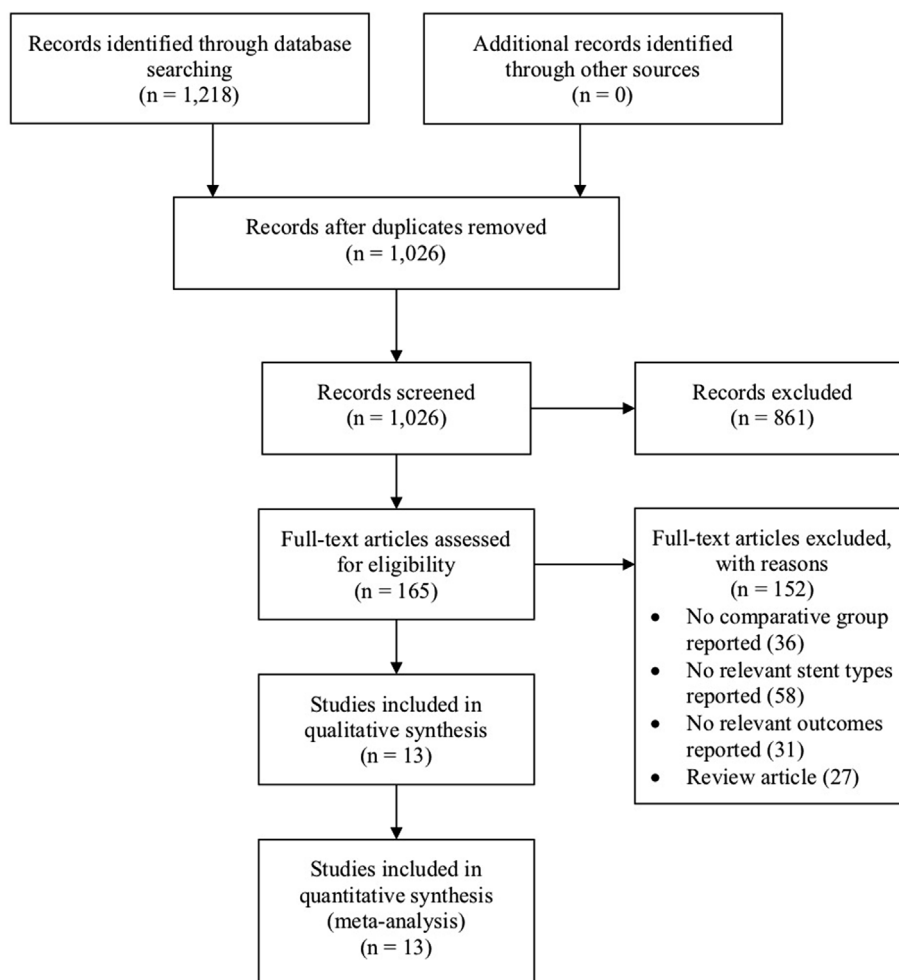 Records identified through database
searching
(n = 1,218)
Additional records identified
through other sources
(n = 0)
Records after duplicates removed
(n = 1,026)
Records screened
(n = 1,026)
Records excluded
(n = 861)
Full-text articles assessed
for eligibility
(n = 165)
Full-text articles excluded,
with reasons
(n = 152)
• No comparative group
reported (36)
• No relevant stent types
reported (58)
• No relevant outcomes
reported (31)
• Review article (27)
Studies included in
qualitative synthesis
(n = 13)
Studies included in
quantitative synthesis
(meta-analysis)
(n = 13)